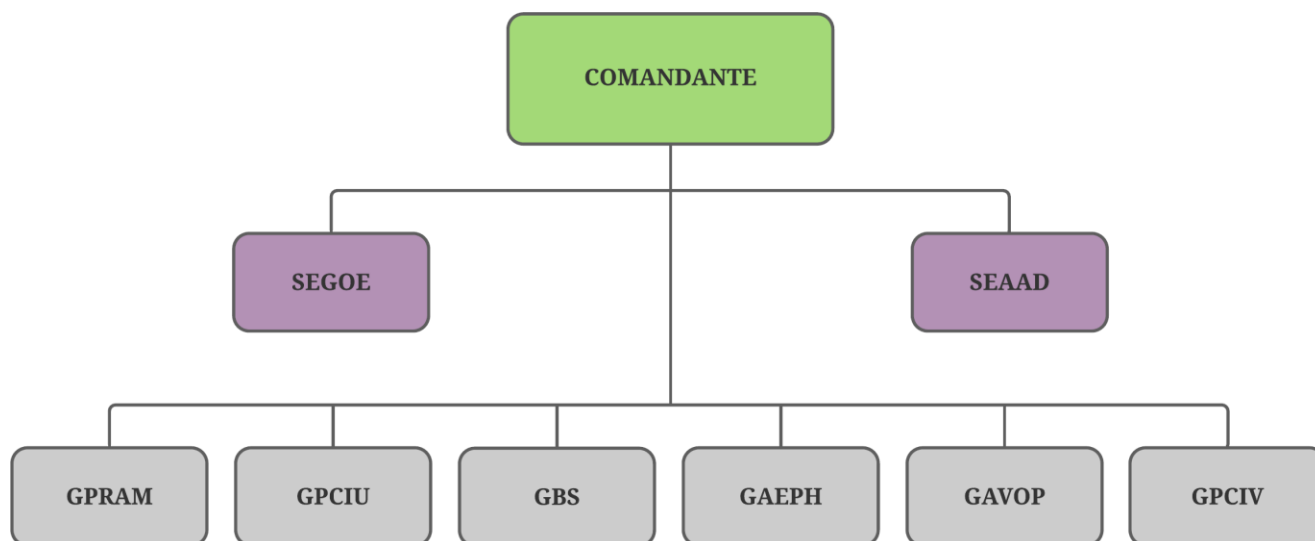 COMANDANTE
SEGOE
SEAAD
GPRAM
GPCIU
GBS
GAEPH
GAVOP
GPCIV